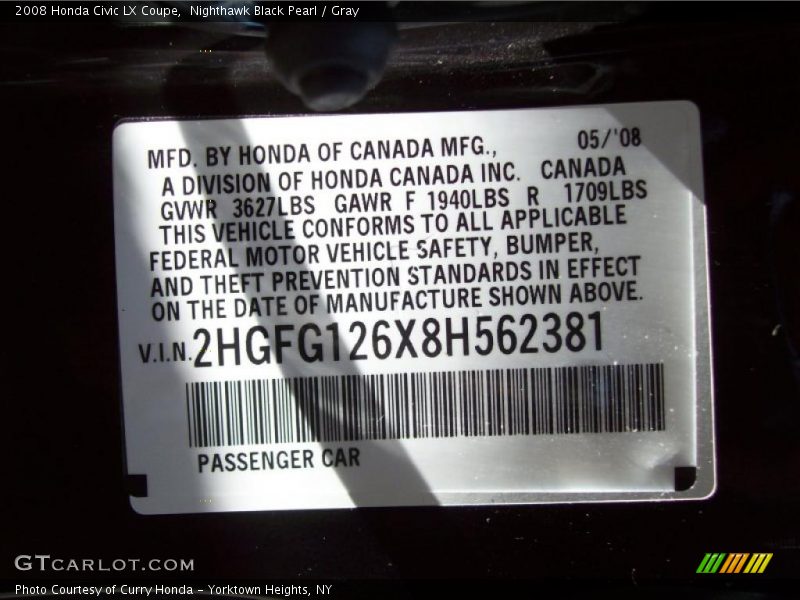 2008 Honda Civic LX Coupe,  Nighthawk Black Pearl / Gray
MFD. BY HONDA OF CANADA MFG., 05/'08
A DIVISION OF HONDA CANADA INC. CANADA
GVWR 3627LBS GAWR F 1940LBS R 1709LBS
THIS VEHICLE CONFORMS TO ALL APPLICABLE
FEDERAL MOTOR VEHICLE SAFETY, BUMPER,
AND THEFT PREVENTION STANDARDS IN EFFECT
ON THE DATE OF MANUFACTURE SHOWN ABOVE.
V.I.N. 2HGFG126X8H562381
PASSENGER CAR
GTCARLOT.COM
Photo Courtesy of Curry Honda - Yorktown Heights, NY